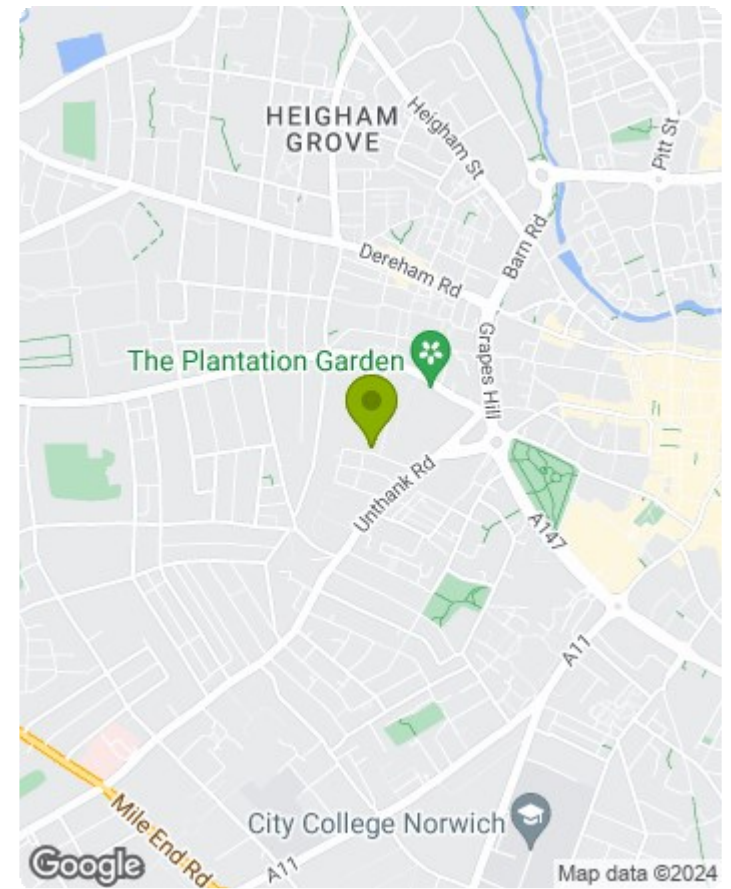 HEIGHAM
GROVE
Heigham St
Pitt St
Barn Rd
Dereham Rd
The Plantation Garden
Grapes Hill
Unthank Rd
A147
A11
Mile End Rd
City College Norwich
A11
Google
Map data ©2024